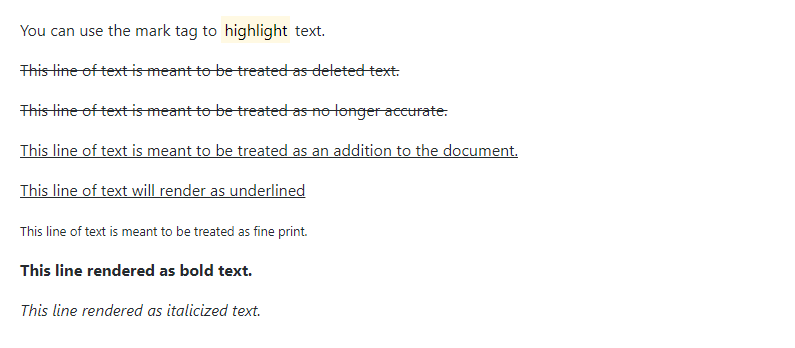 You can use the mark tag to highlight text.
This line of text is meant to be treated as deleted text.
This line of text is meant to be treated as no longer accurate.
This line of text is meant to be treated as an addition to the document.
This line of text will render as underlined
This line of text is meant to be treated as fine print.
This line rendered as bold text.
This line rendered as italicized text.